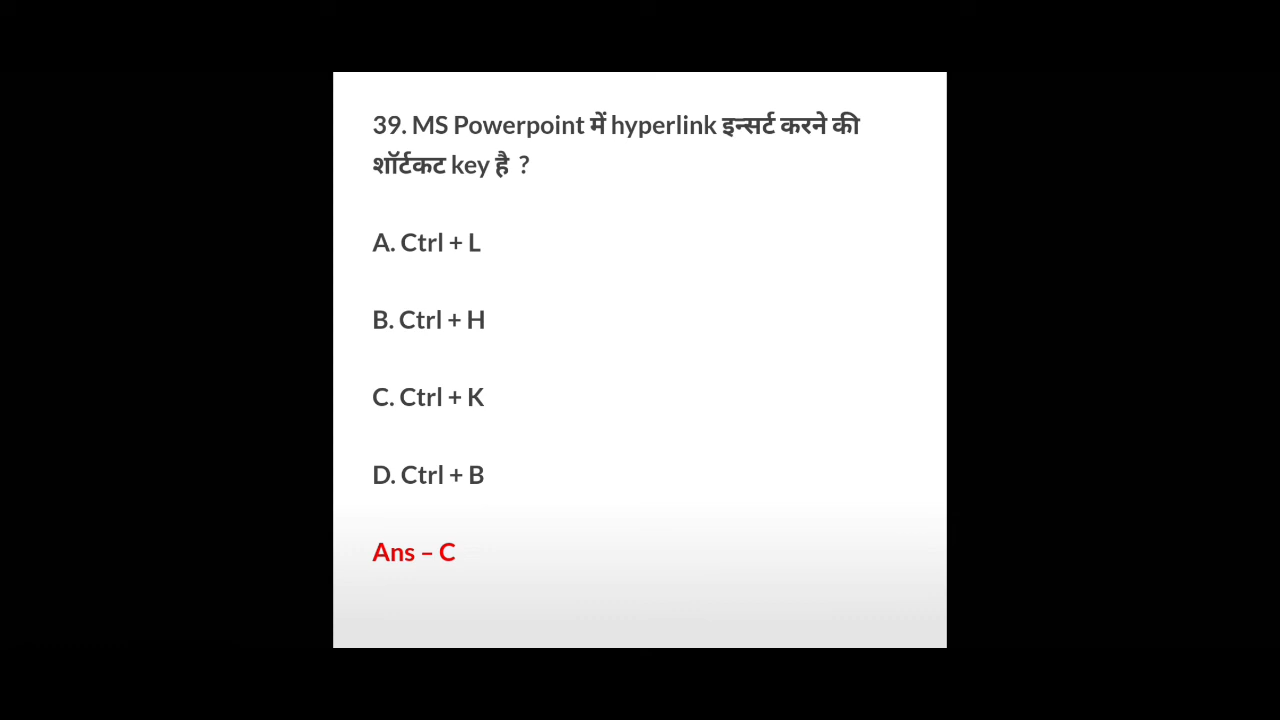 39. MS Powerpoint में hyperlink इन्सर्ट करने की
शॉर्टकट key है ?
A. Ctrl + L
B. Ctrl + H
C. Ctrl + K
D. Ctrl + B
Ans – C